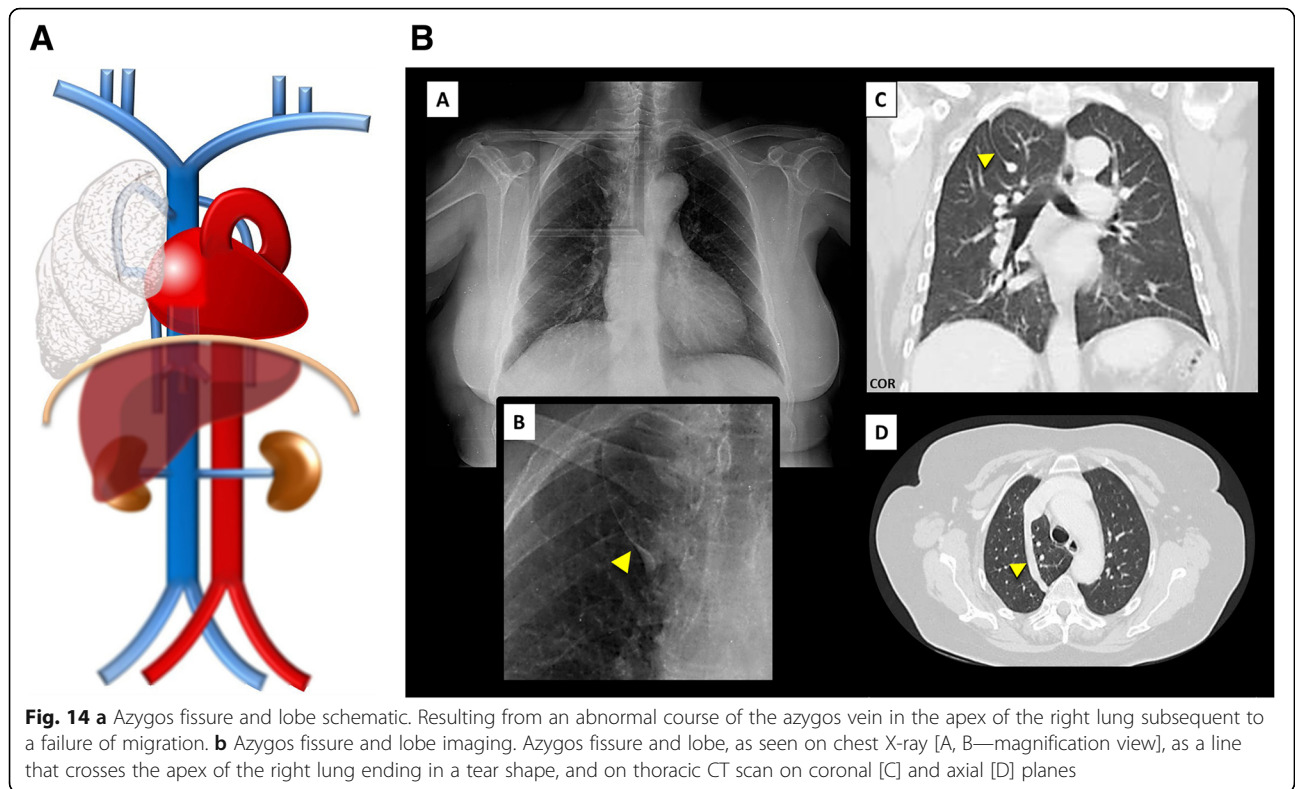 A
B
A
B
C
COR
D
Fig. 14 a Azygos fissure and lobe schematic. Resulting from an abnormal course of the azygos vein in the apex of the right lung subsequent to
a failure of migration. b Azygos fissure and lobe imaging. Azygos fissure and lobe, as seen on chest X-ray [A, B—magnification view], as a line
that crosses the apex of the right lung ending in a tear shape, and on thoracic CT scan on coronal [C] and axial [D] planes